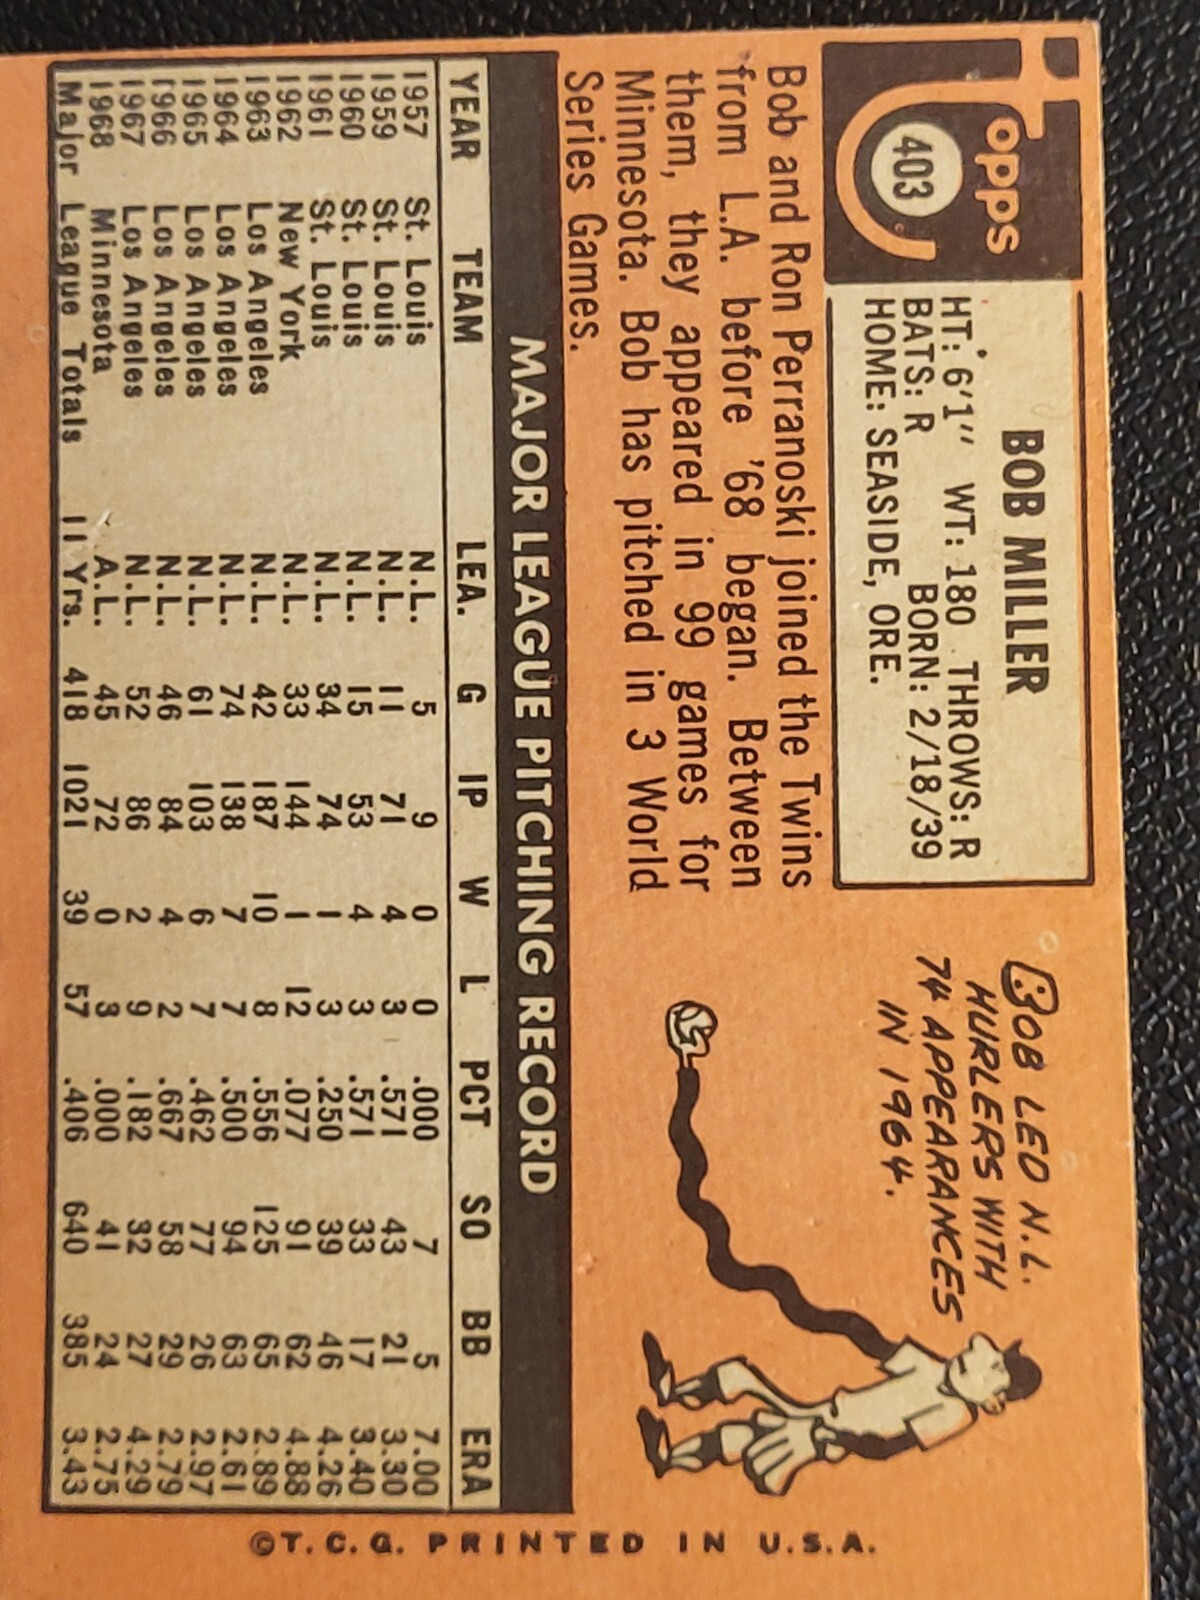 Topps
403
BOB MILLER
HT: 6'1" WT: 180 THROWS: R
BATS: R BORN: 2/18/39
HOME: SEASIDE, ORE.
BOB LED N.L.
HURLERS WITH
74 APPEARANCES
IN 1964.
Bob and Ron Perranoski joined the Twins
from L.A. before '68 began. Between
them, they appeared in 99 games for
Minnesota. Bob has pitched in 3 World
Series Games.
MAJOR LEAGUE PITCHING RECORD
YEAR TEAM LEA. G IP W L PCT SO BB ERA
1957 St. Louis N.L. 5 9 0 0 .000 7 5 7.00
1959 St. Louis N.L. 11 71 4 3 .571 43 21 3.30
1960 St. Louis N.L. 15 53 4 3 .571 33 17 3.40
1961 St. Louis N.L. 34 74 1 3 .250 39 46 4.26
1962 New York N.L. 33 144 1 12 .077 91 62 4.88
1963 Los Angeles N.L. 42 187 10 8 .556 125 65 2.89
1964 Los Angeles N.L. 74 138 7 7 .500 94 63 2.61
1965 Los Angeles N.L. 61 103 6 7 .462 77 26 2.97
1966 Los Angeles N.L. 46 84 4 2 .667 58 29 2.79
1967 Los Angeles N.L. 52 86 2 9 .182 32 27 4.29
1968 Minnesota A.L. 45 72 0 3 .000 41 24 2.75
Major League Totals 11 Yrs. 418 1021 39 57 .406 640 385 3.43
©T.C.G. PRINTED IN U.S.A.